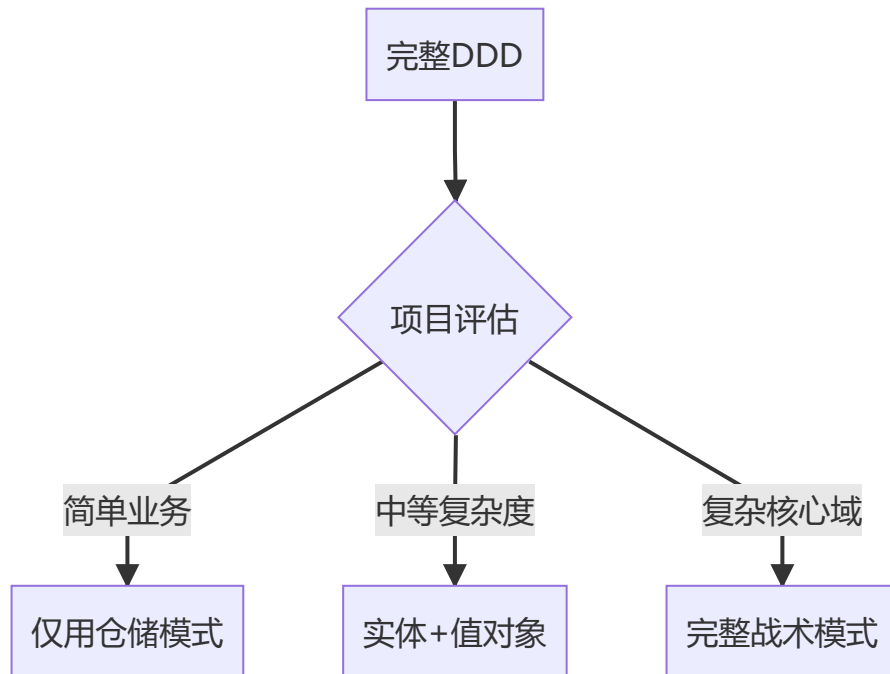 完整DDD
项目评估
简单业务
中等复杂度
复杂核心域
仅用仓储模式
实体+值对象
完整战术模式